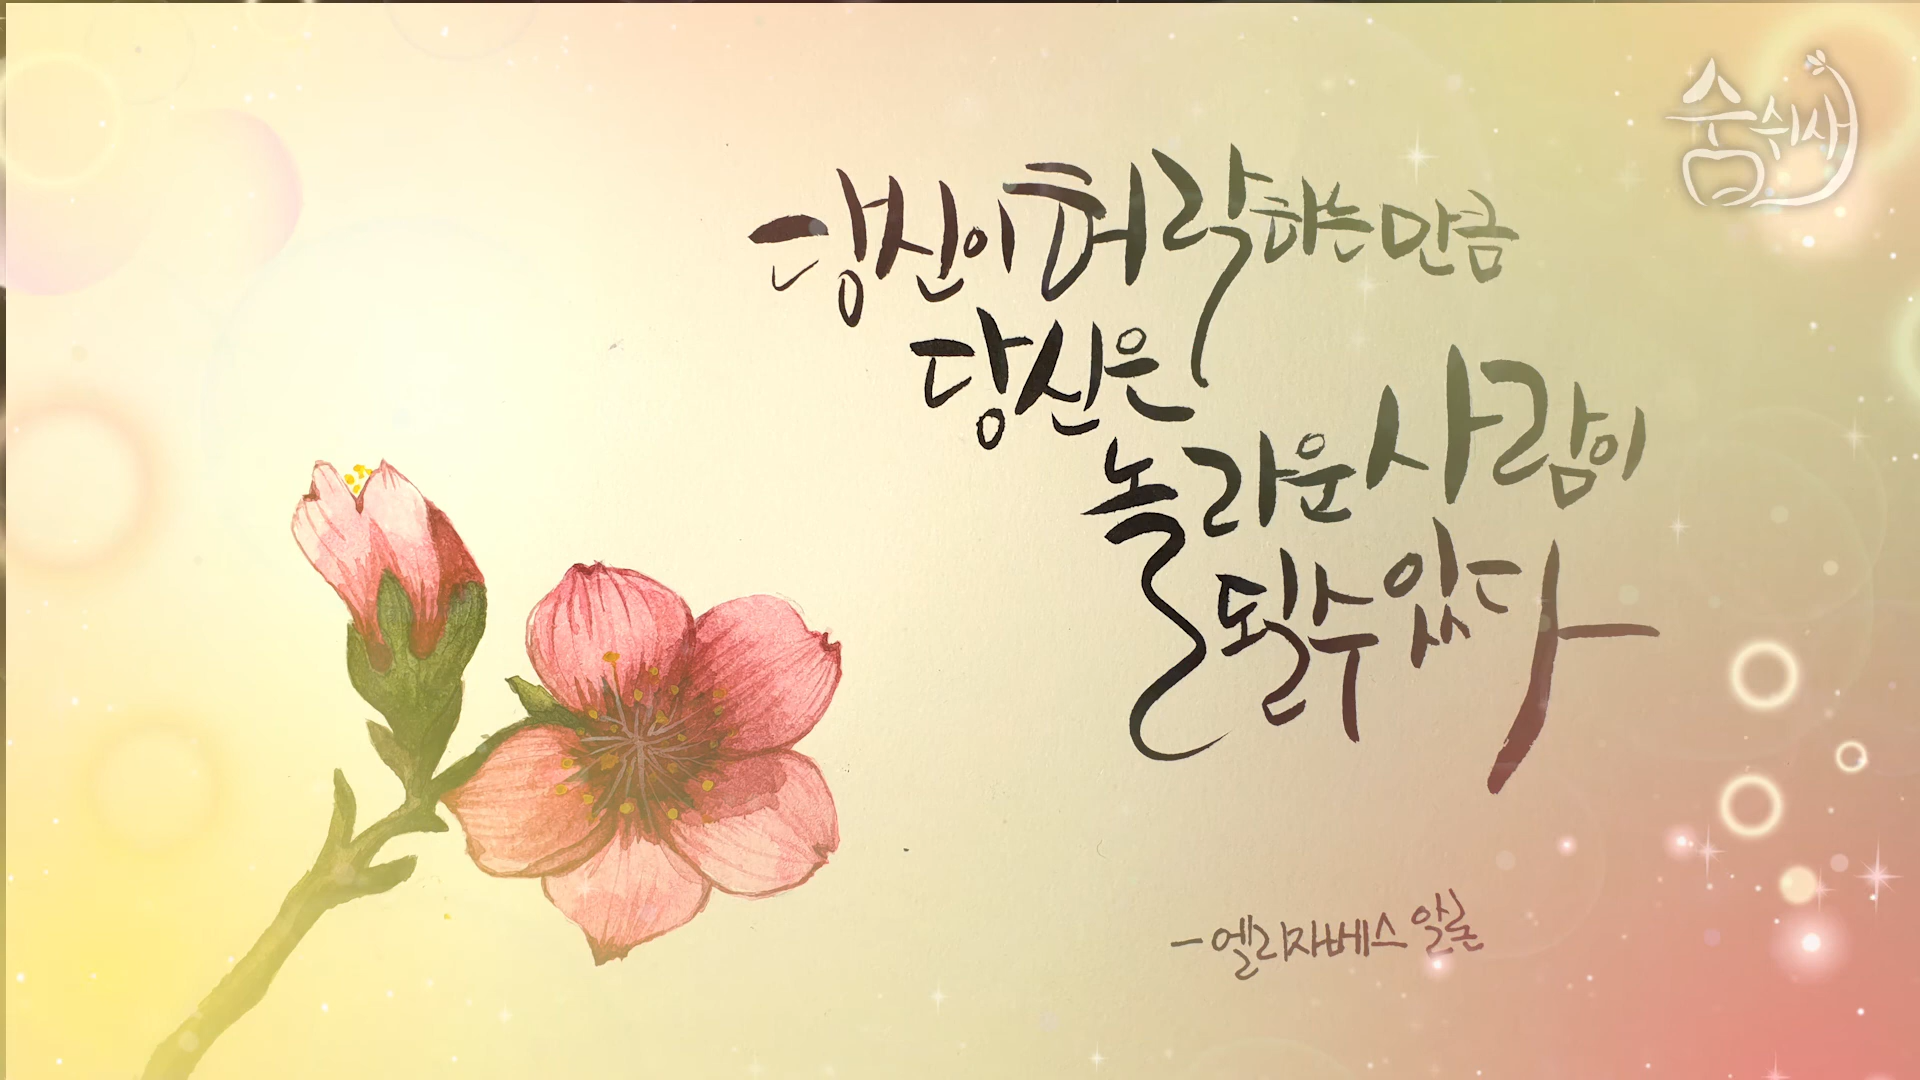 숨쉬새
당신이 허락하는 만큼
당신은
놀라운 사람이
될 수 있다
- 엘리자베스 알톤